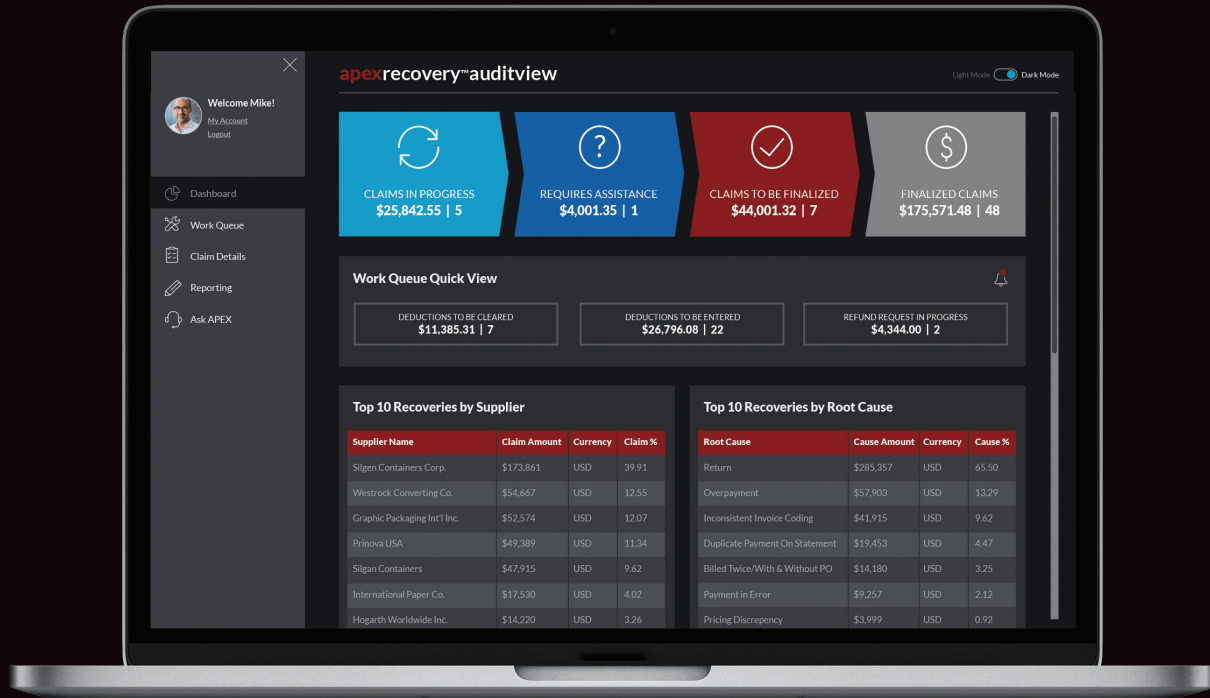 Welcome Mike!
My Account
Logout
Dashboard
Work Queue
Claim Details
Reporting
Ask APEX
apexrecovery™auditview
Light Mode Dark Mode
CLAIMS IN PROGRESS
$25,842.55 | 5
REQUIRES ASSISTANCE
$4,001.35 | 1
CLAIMS TO BE FINALIZED
$44,001.32 | 7
FINALIZED CLAIMS
$175,571.48 | 48
Work Queue Quick View
DEDUCTIONS TO BE CLEARED
$11,385.31 | 7
DEDUCTIONS TO BE ENTERED
$26,796.08 | 22
REFUND REQUEST IN PROGRESS
$4,344.00 | 2
Top 10 Recoveries by Supplier
Supplier Name Claim Amount Currency Claim %
Silgen Containers Corp. $173,861 USD 39.91
Westrock Converting Co. $54,667 USD 12.55
Graphic Packaging Int'l Inc. $52,574 USD 12.07
Prinova USA $49,389 USD 11.34
Silgan Containers $47,915 USD 9.62
International Paper Co. $17,530 USD 4.02
Hogarth Worldwide Inc. $14,220 USD 3.26
Top 10 Recoveries by Root Cause
Root Cause Cause Amount Currency Cause %
Return $285,357 USD 65.50
Overpayment $57,903 USD 13.29
Inconsistent Invoice Coding $41,915 USD 9.62
Duplicate Payment On Statement $19,453 USD 4.47
Billed Twice/With & Without PO $14,180 USD 3.25
Payment in Error $9,257 USD 2.12
Pricing Discrepency $3,999 USD 0.92